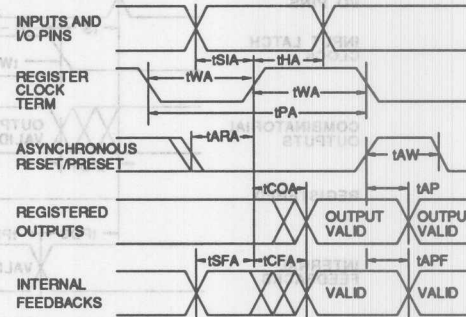 INPUTS AND
I/O PINS
tSIA tHA
REGISTER
CLOCK
TERM
tWA
tWA
tPA
ASYNCHRONOUS
RESET/PRESET
tARA
tAW
tCOA
tAP
REGISTERED
OUTPUTS
OUTPUT
VALID
OUTPU
VALID
tSFA tCFA
tAPF
INTERNAL
FEEDBACKS
VALID
VALID